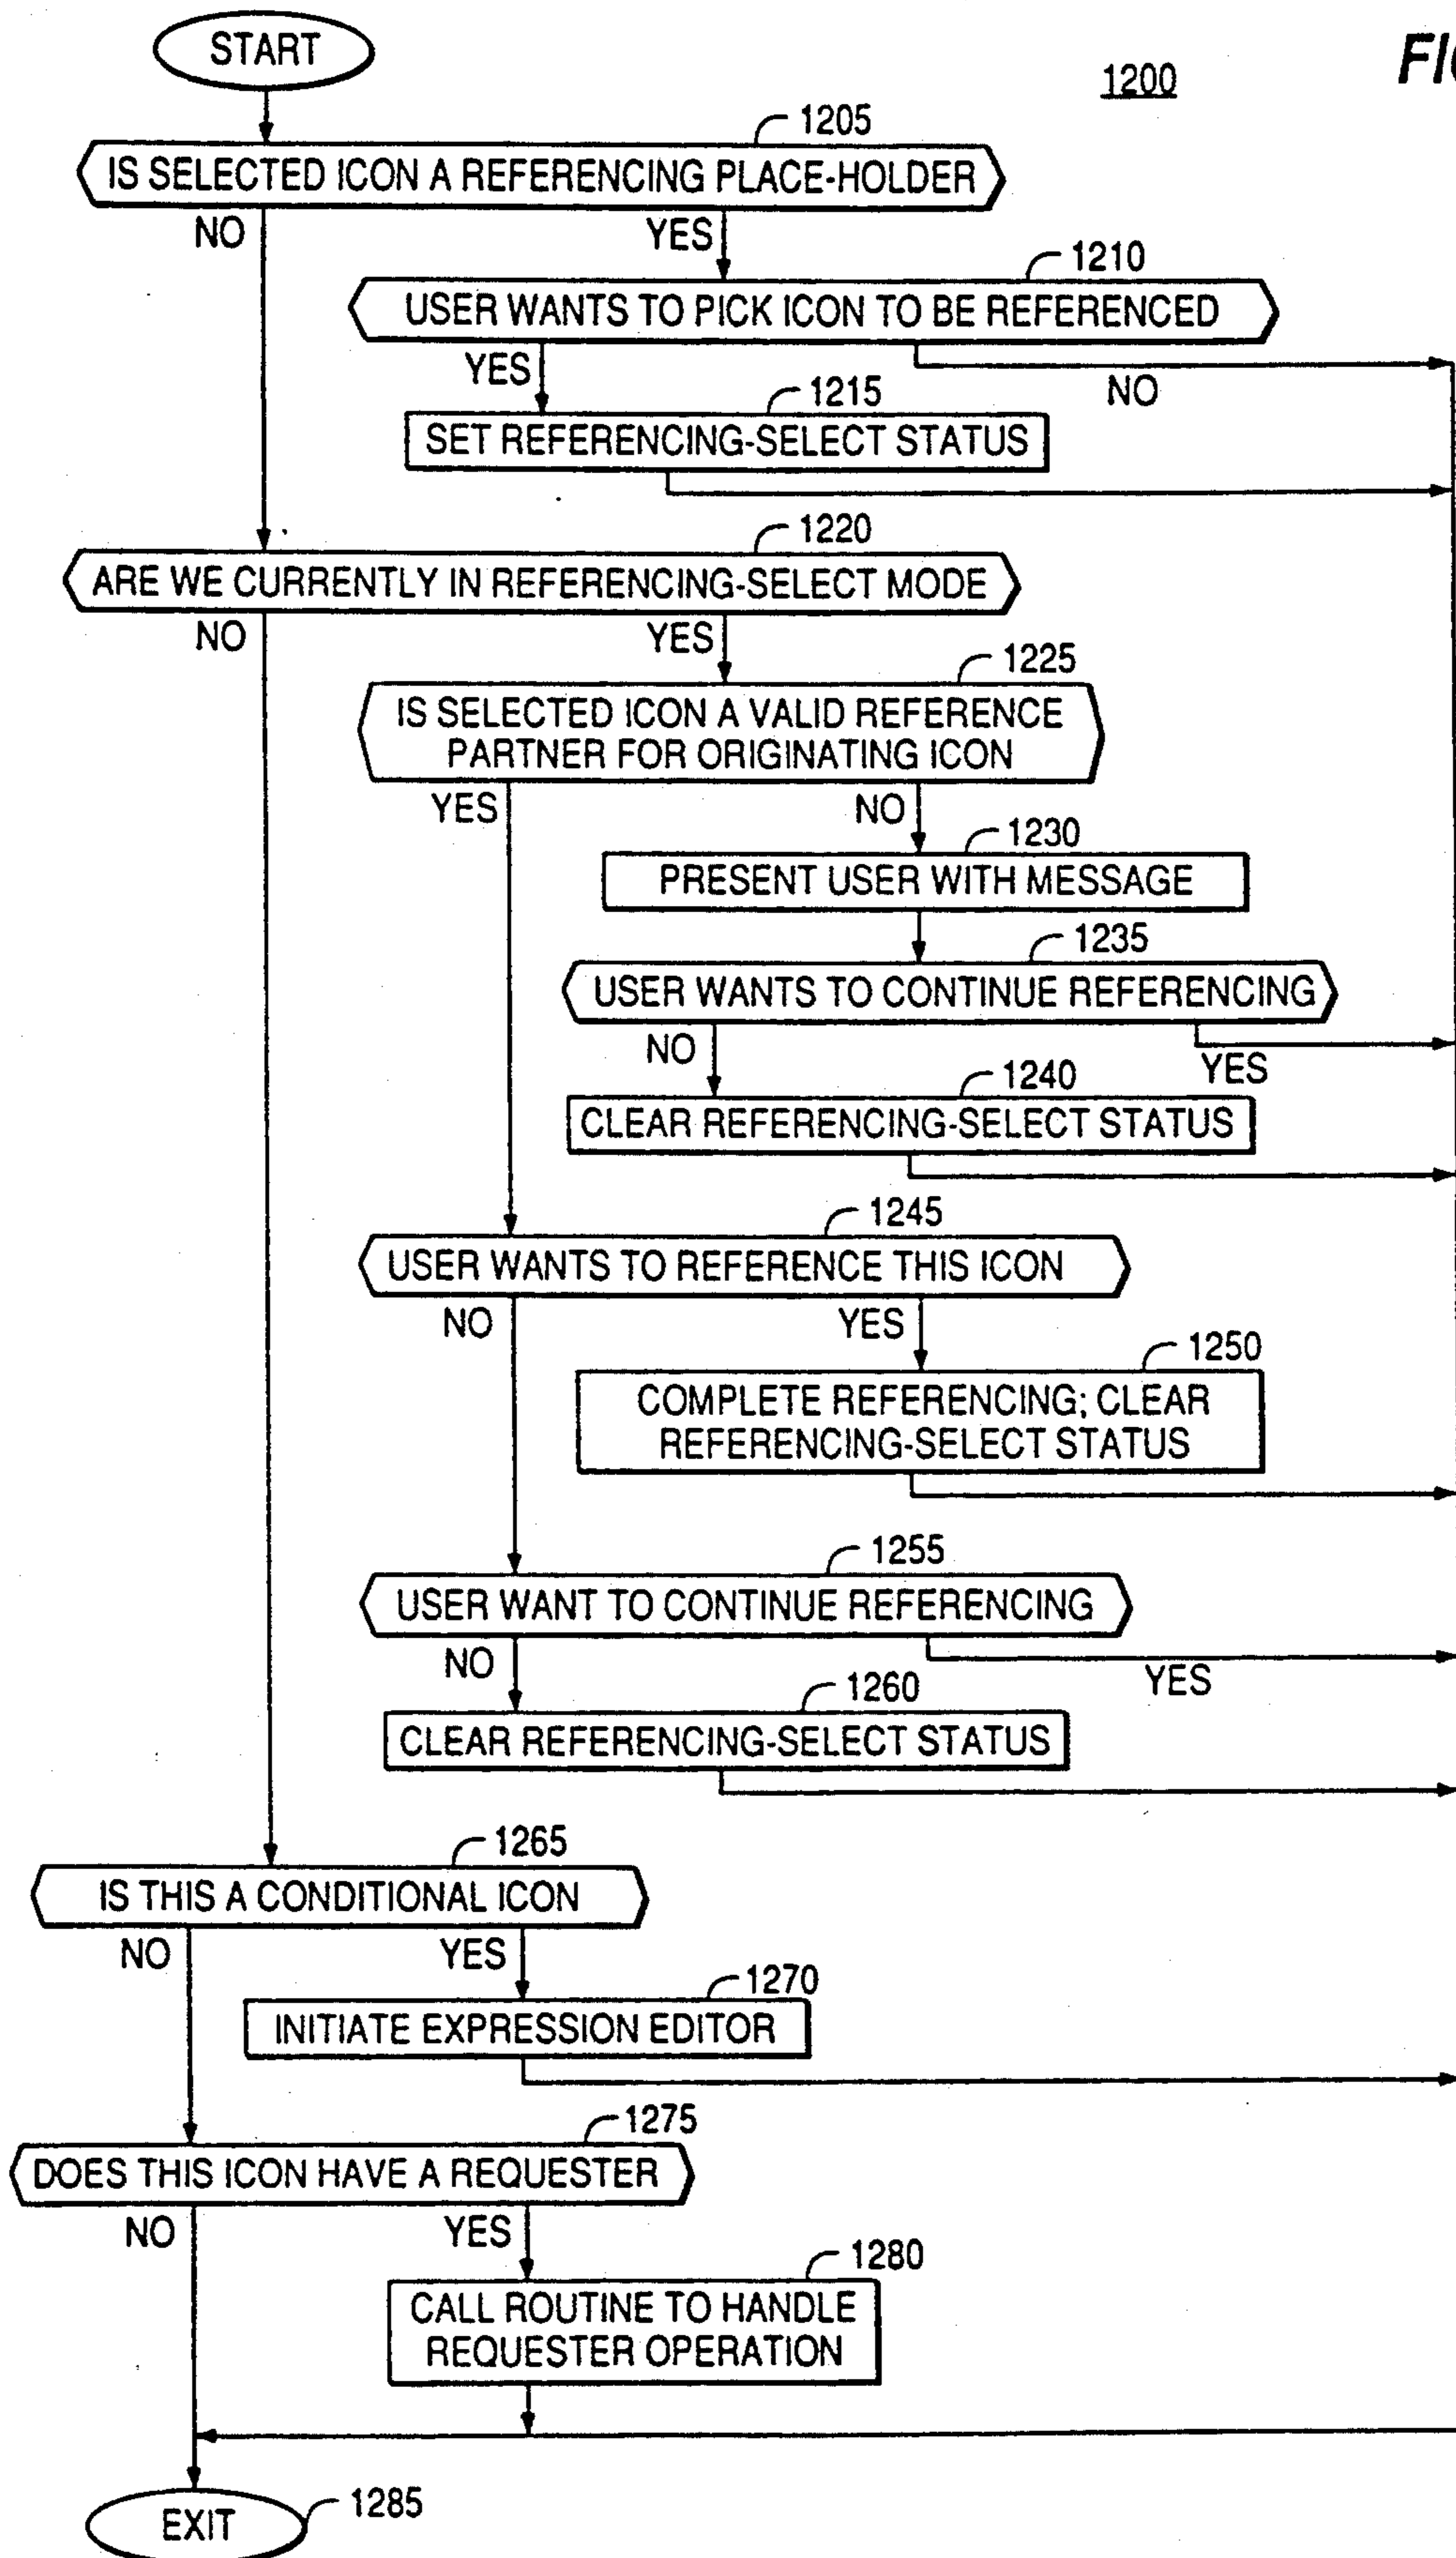 START
1200
FI
1205
IS SELECTED ICON A REFERENCING PLACE-HOLDER
NO
YES
1210
USER WANTS TO PICK ICON TO BE REFERENCED
YES
NO
1215
SET REFERENCING-SELECT STATUS
1220
ARE WE CURRENTLY IN REFERENCING-SELECT MODE
NO
YES
1225
IS SELECTED ICON A VALID REFERENCE
PARTNER FOR ORIGINATING ICON
YES
NO
1230
PRESENT USER WITH MESSAGE
1235
USER WANTS TO CONTINUE REFERENCING
NO
YES
1240
CLEAR REFERENCING-SELECT STATUS
1245
USER WANTS TO REFERENCE THIS ICON
NO
YES
1250
COMPLETE REFERENCING; CLEAR
REFERENCING-SELECT STATUS
1255
USER WANT TO CONTINUE REFERENCING
NO
YES
1260
CLEAR REFERENCING-SELECT STATUS
1265
IS THIS A CONDITIONAL ICON
NO
YES
1270
INITIATE EXPRESSION EDITOR
1275
DOES THIS ICON HAVE A REQUESTER
NO
YES
1280
CALL ROUTINE TO HANDLE
REQUESTER OPERATION
EXIT
1285